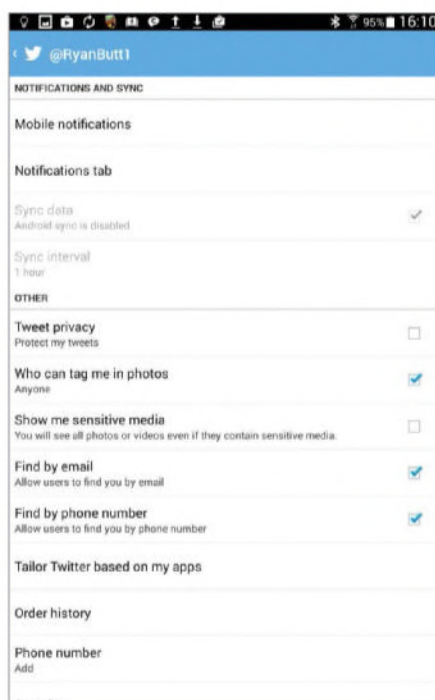 95% 16:10
@RyanButt1
NOTIFICATIONS AND SYNC
Mobile notifications
Notifications tab
Sync data
Android sync is disabled
Sync interval
1 hour
OTHER
Tweet privacy
Protect my tweets
Who can tag me in photos
Anyone
Show me sensitive media
You will see all photos or videos even if they contain sensitive media.
Find by email
Allow users to find you by email
Find by phone number
Allow users to find you by phone number
Tailor Twitter based on my apps
Order history
Phone number
Add